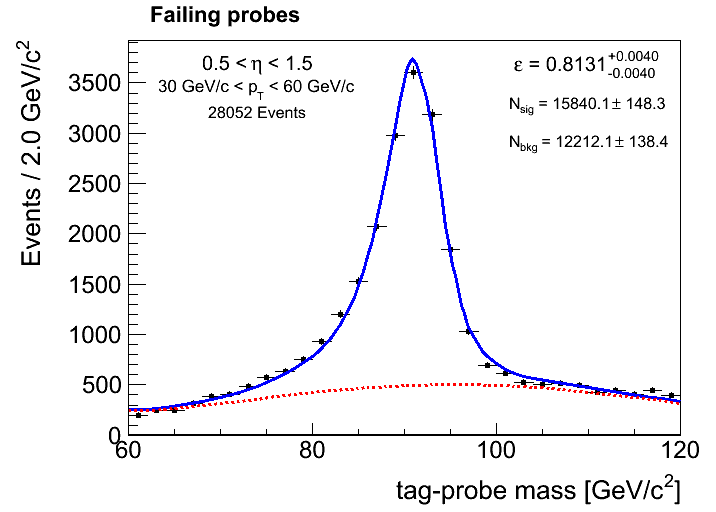 Failing probes
Events / 2.0 GeV/c²
0.5 < η < 1.5
30 GeV/c < p_T < 60 GeV/c
28052 Events
ε = 0.8131 +0.0040 -0.0040
N_sig = 15840.1 ± 148.3
N_bkg = 12212.1 ± 138.4
3500
3000
2500
2000
1500
1000
500
0
60 80 100 120
tag-probe mass [GeV/c²]